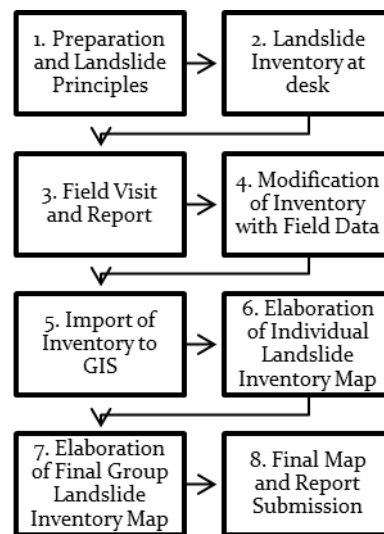 1. Preparation
and Landslide
Principles
2. Landslide
Inventory at
desk
3. Field Visit
and Report
4. Modification
of Inventory
with Field Data
5. Import of
Inventory to
GIS
6. Elaboration
of Individual
Landslide
Inventory Map
7. Elaboration
of Final Group
Landslide
Inventory Map
8. Final Map
and Report
Submission